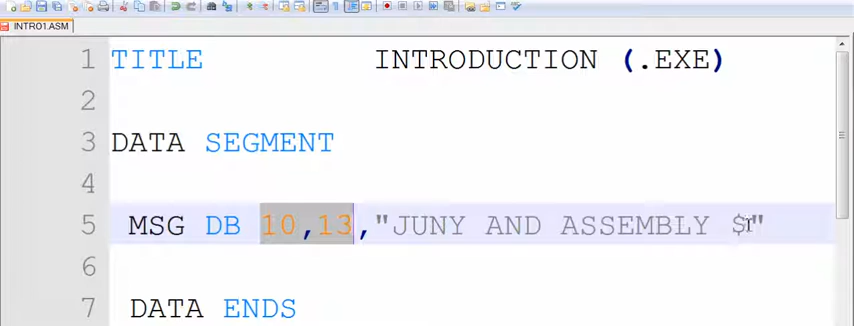 INTRO1.ASM
1 TITLE INTRODUCTION (.EXE)
2
3 DATA SEGMENT
4
5 MSG DB 10,13,"JUNY AND ASSEMBLY $"
6
7 DATA ENDS